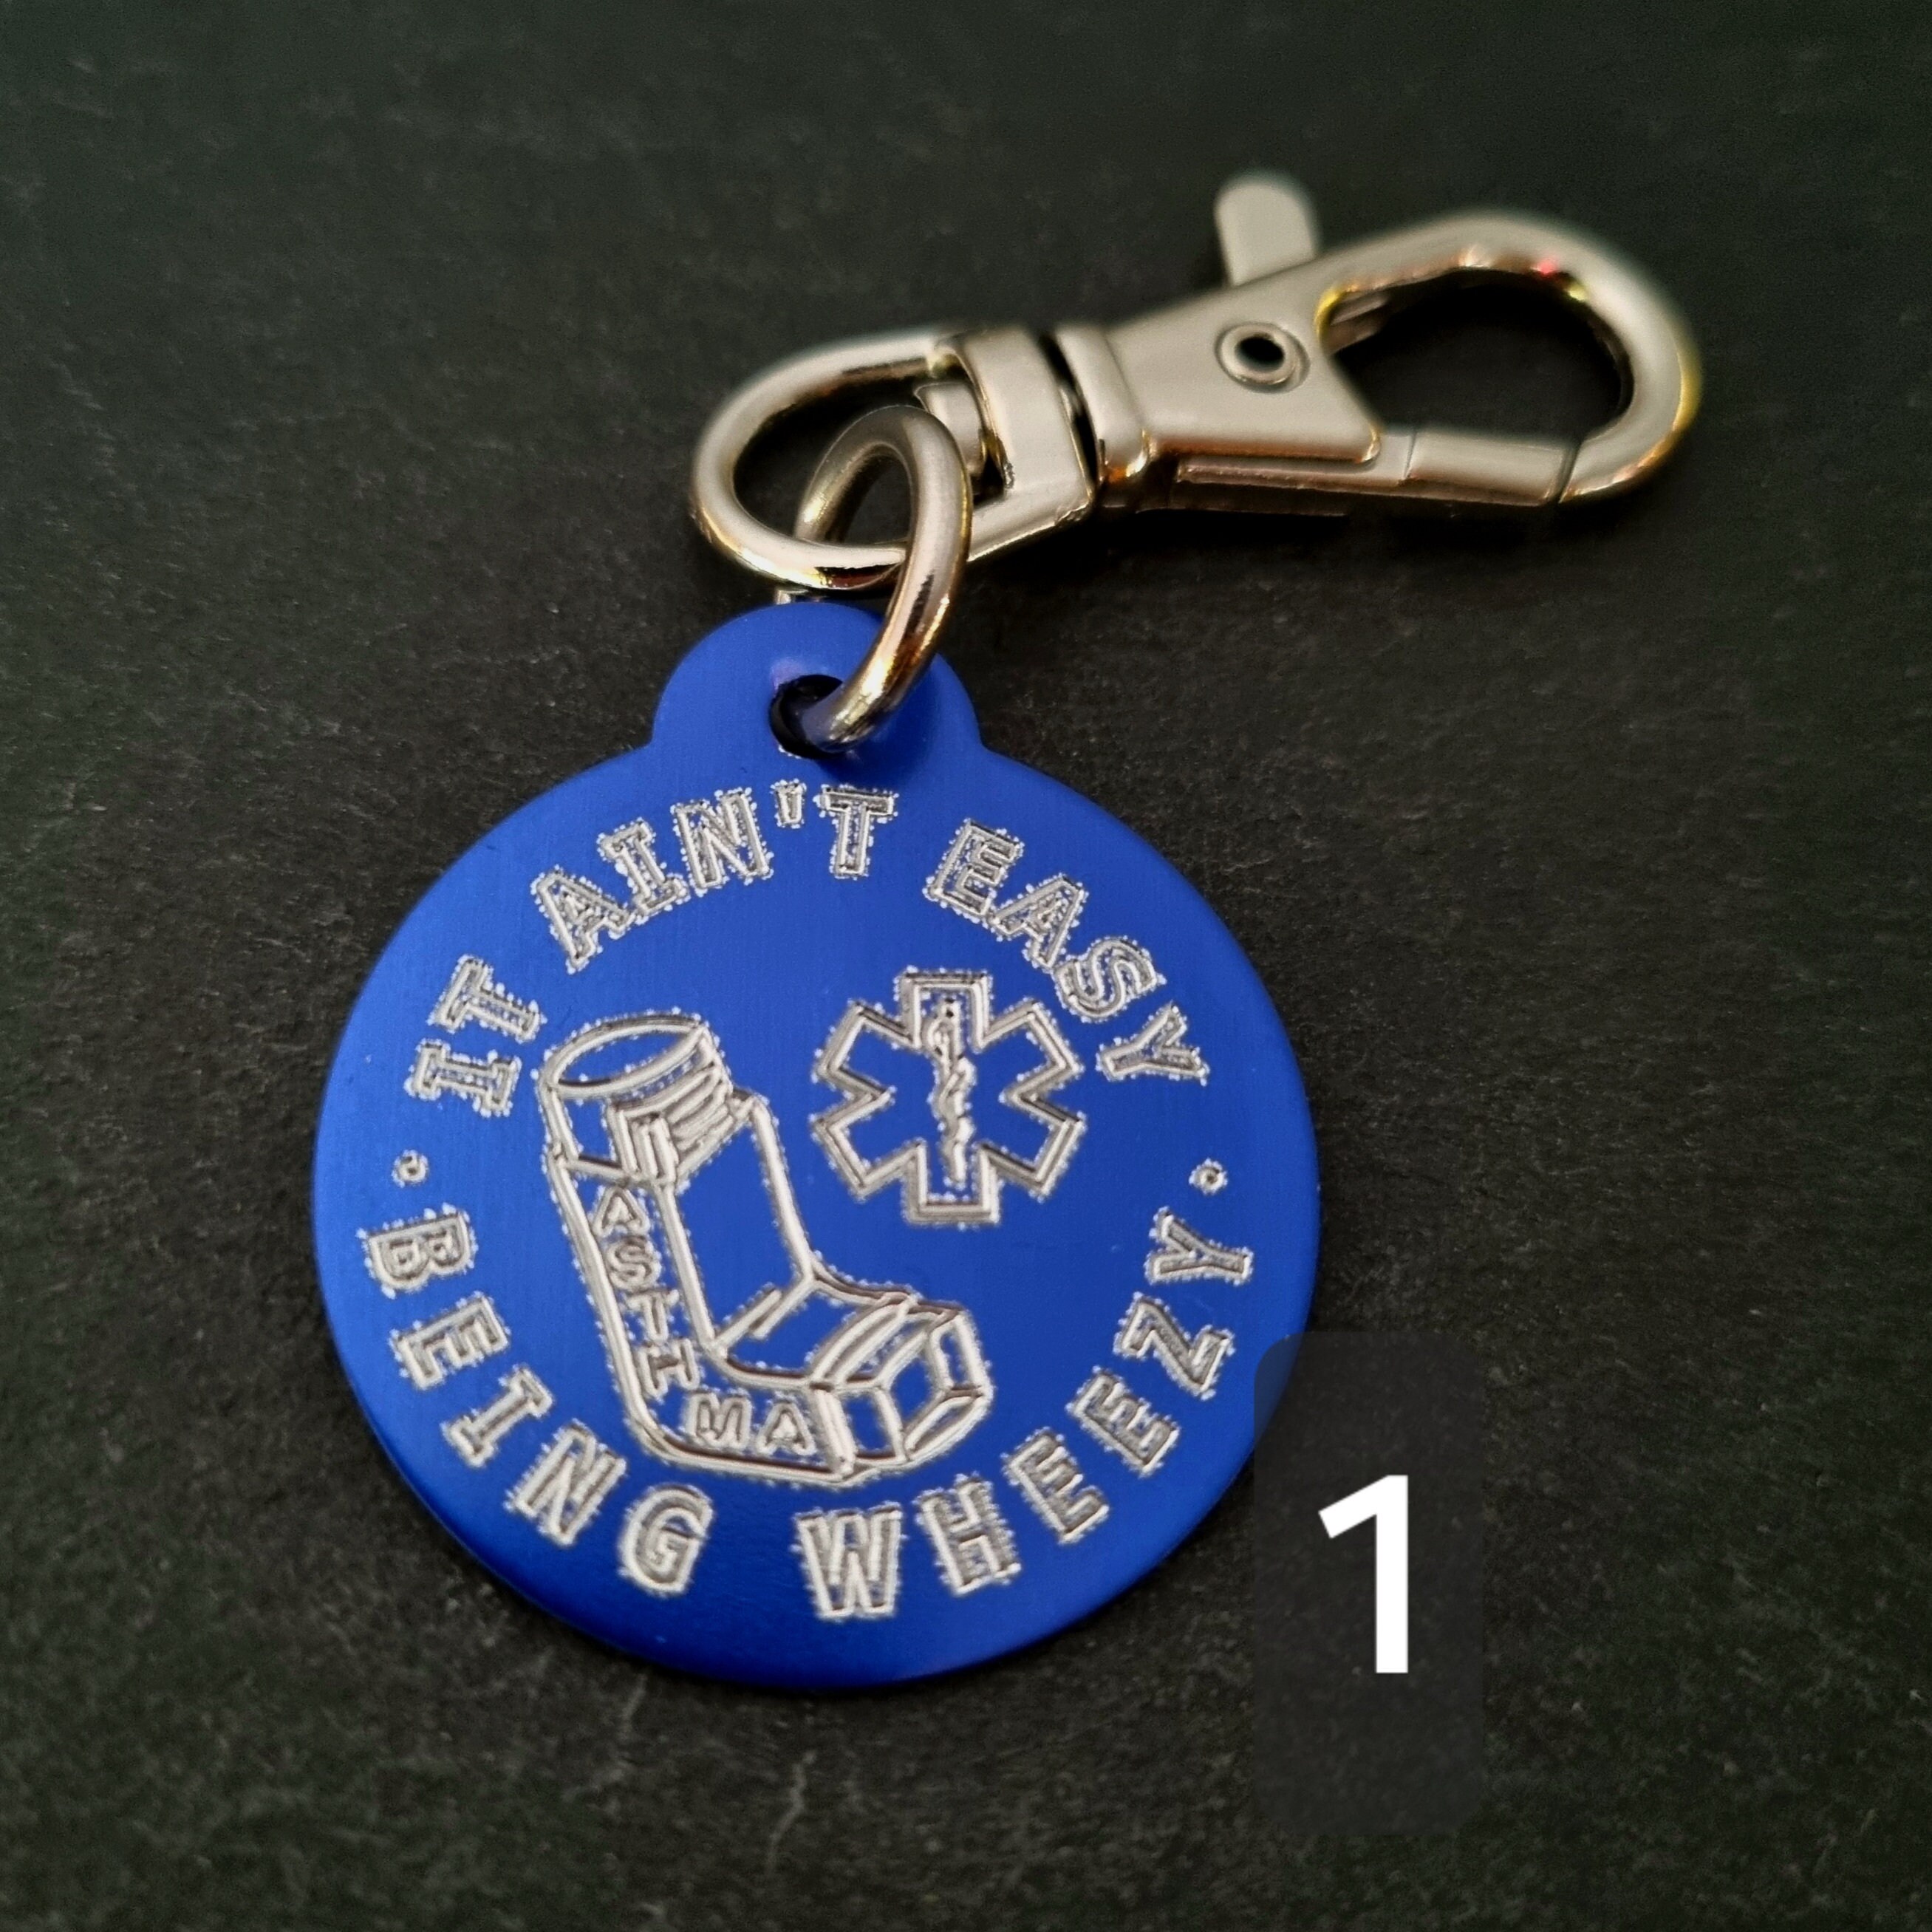 IT AIN'T EASY
ASTHMA
· BEING WHEEZY ·
1